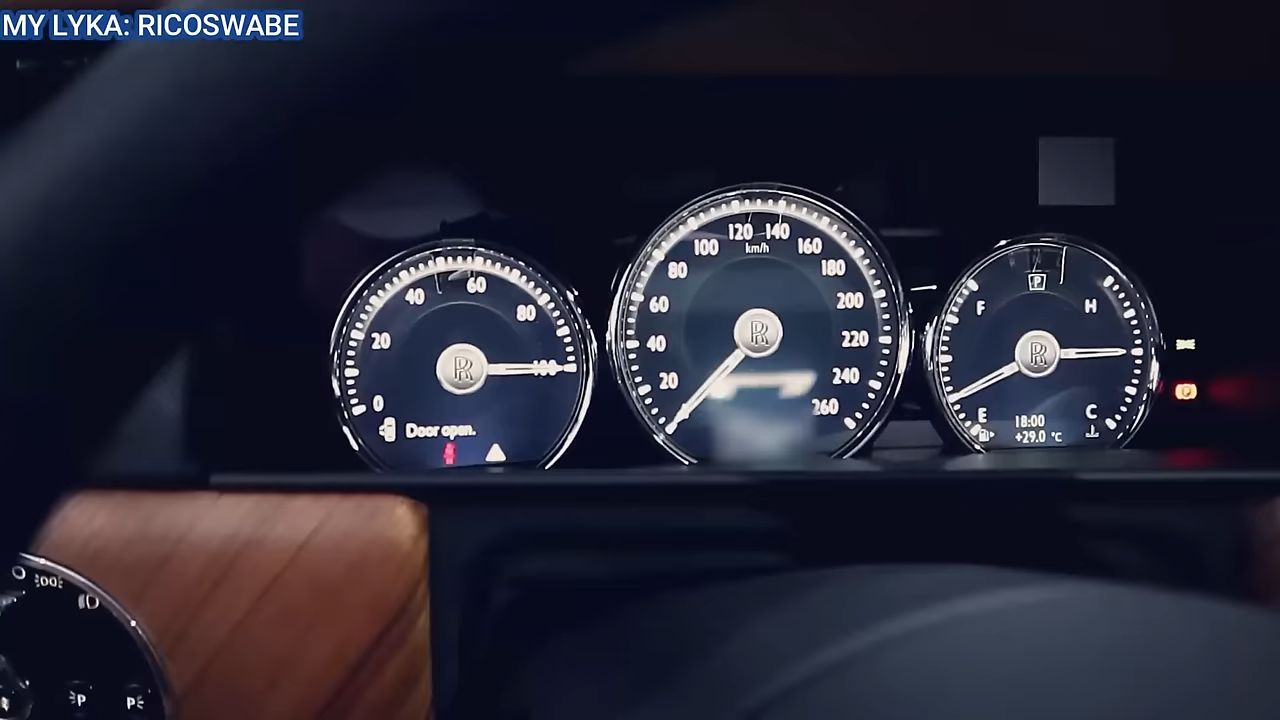 MY LYKA: RICOSWABE
0 20 40 60 80 100
R
Door open.
20 40 60 80 100 120 140 160 180 200 220 240 260
km/h
R
P
F H
R
E C
18:00
+29.0 °C
P
P P